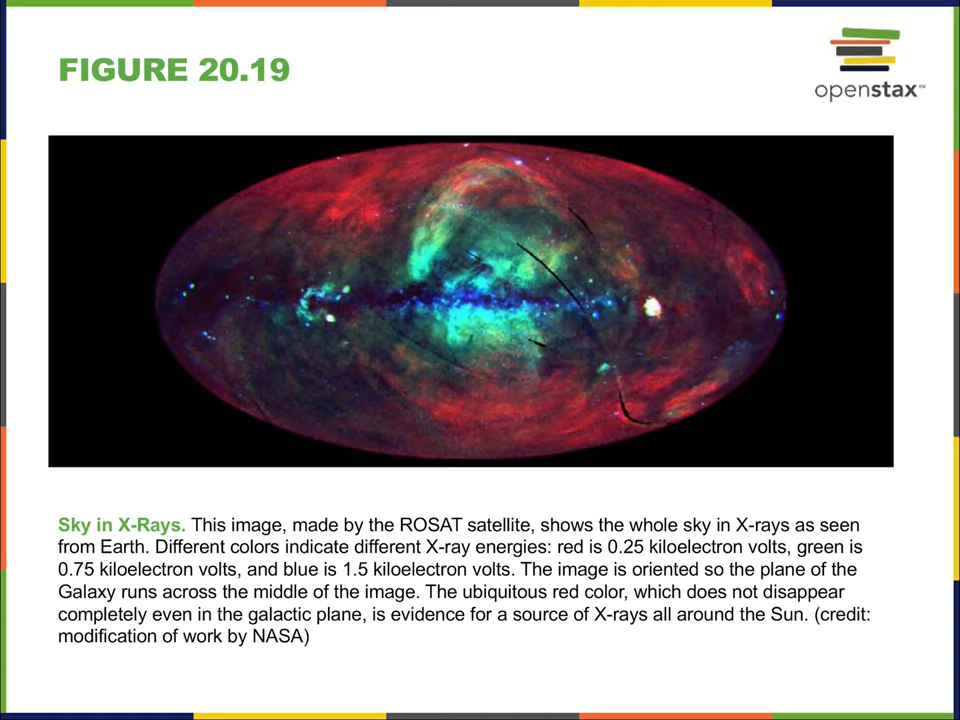 FIGURE 20.19
openstax™
Sky in X-Rays. This image, made by the ROSAT satellite, shows the whole sky in X-rays as seen
from Earth. Different colors indicate different X-ray energies: red is 0.25 kiloelectron volts, green is
0.75 kiloelectron volts, and blue is 1.5 kiloelectron volts. The image is oriented so the plane of the
Galaxy runs across the middle of the image. The ubiquitous red color, which does not disappear
completely even in the galactic plane, is evidence for a source of X-rays all around the Sun. (credit:
modification of work by NASA)